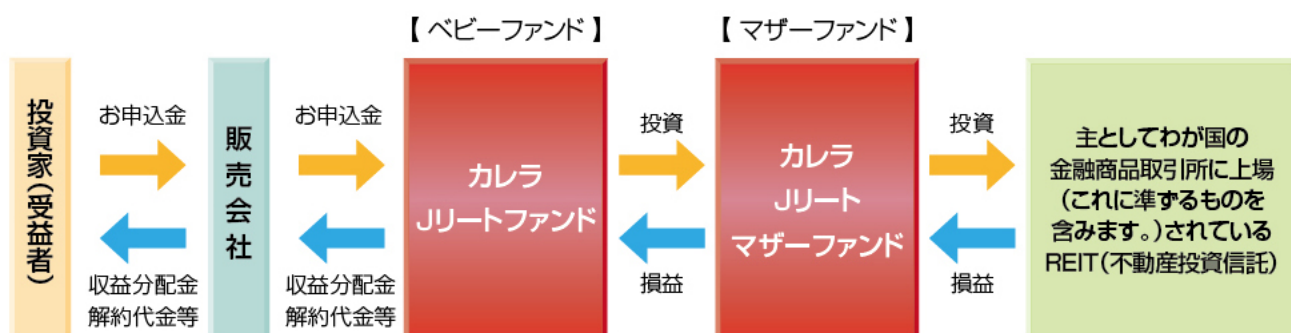 【 ベビーファンド 】
【 マザーファンド 】
投資家(受益者)
お申込金
収益分配金
解約代金等
販売会社
お申込金
収益分配金
解約代金等
カレラ
Jリートファンド
投資
損益
カレラ
Jリート
マザーファンド
投資
損益
主としてわが国の
金融商品取引所に上場
(これに準ずるものを
含みます。)されている
REIT(不動産投資信託)